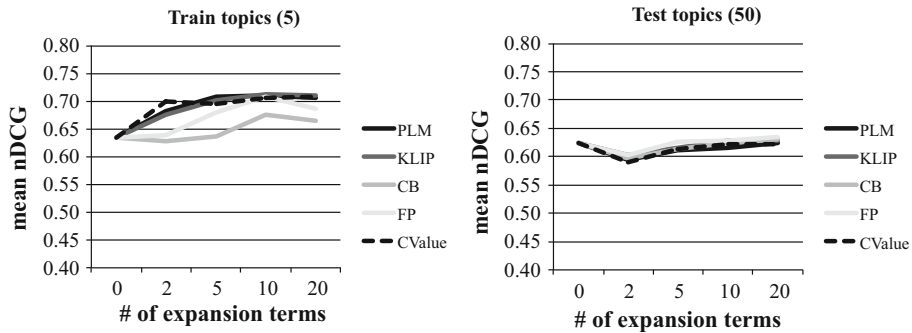 Train topics (5)
mean nDCG
0.80
0.75
0.70
0.65
0.60
0.55
0.50
0.45
0.40
0 2 5 10 20
# of expansion terms
PLM
KLIP
CB
FP
CValue
Test topics (50)
mean nDCG
0.80
0.75
0.70
0.65
0.60
0.55
0.50
0.45
0.40
0 2 5 10 20
# of expansion terms
PLM
KLIP
CB
FP
CValue